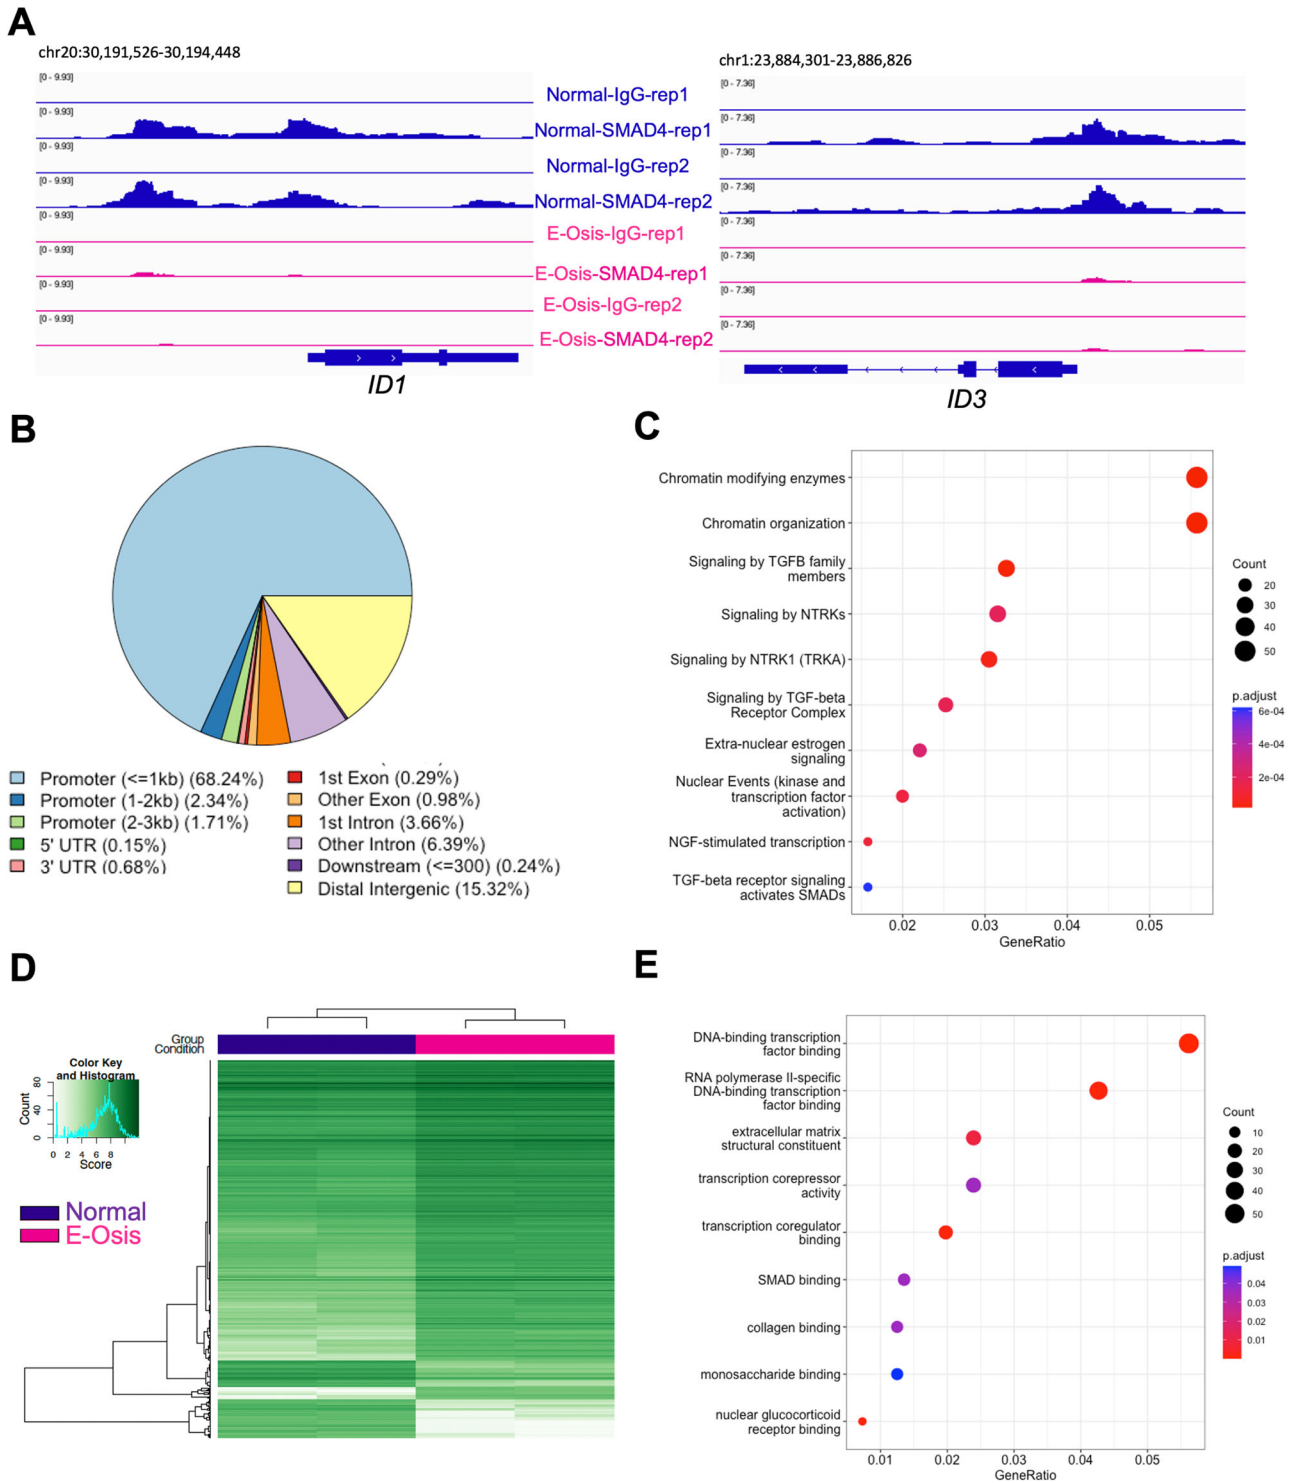 A
chr20:30,191,526-30,194,448
[0 - 9.93]
[0 - 9.93]
[0 - 9.93]
[0 - 9.93]
[0 - 9.93]
[0 - 9.93]
[0 - 9.93]
[0 - 9.93]
ID1
Normal-IgG-rep1
Normal-SMAD4-rep1
Normal-IgG-rep2
Normal-SMAD4-rep2
E-Osis-IgG-rep1
E-Osis-SMAD4-rep1
E-Osis-IgG-rep2
E-Osis-SMAD4-rep2
chr1:23,884,301-23,886,826
[0 - 7.36]
[0 - 7.36]
[0 - 7.36]
[0 - 7.36]
[0 - 7.36]
[0 - 7.36]
[0 - 7.36]
[0 - 7.36]
ID3
B
Promoter (<=1kb) (68.24%)
Promoter (1-2kb) (2.34%)
Promoter (2-3kb) (1.71%)
5' UTR (0.15%)
3' UTR (0.68%)
1st Exon (0.29%)
Other Exon (0.98%)
1st Intron (3.66%)
Other Intron (6.39%)
Downstream (<=300) (0.24%)
Distal Intergenic (15.32%)
C
Chromatin modifying enzymes
Chromatin organization
Signaling by TGFB family
members
Signaling by NTRKs
Signaling by NTRK1 (TRKA)
Signaling by TGF-beta
Receptor Complex
Extra-nuclear estrogen
signaling
Nuclear Events (kinase and
transcription factor
activation)
NGF-stimulated transcription
TGF-beta receptor signaling
activates SMADs
0.02 0.03 0.04 0.05
GeneRatio
Count
20
30
40
50
p.adjust
6e-04
4e-04
2e-04
D
Group
Condition
Color Key
and Histogram
Count
0 40 80
0 2 4 6 8
Score
Normal
E-Osis
E
DNA-binding transcription
factor binding
RNA polymerase II-specific
DNA-binding transcription
factor binding
extracellular matrix
structural constituent
transcription corepressor
activity
transcription coregulator
binding
SMAD binding
collagen binding
monosaccharide binding
nuclear glucocorticoid
receptor binding
0.01 0.02 0.03 0.04 0.05
GeneRatio
Count
10
20
30
40
50
p.adjust
0.04
0.03
0.02
0.01